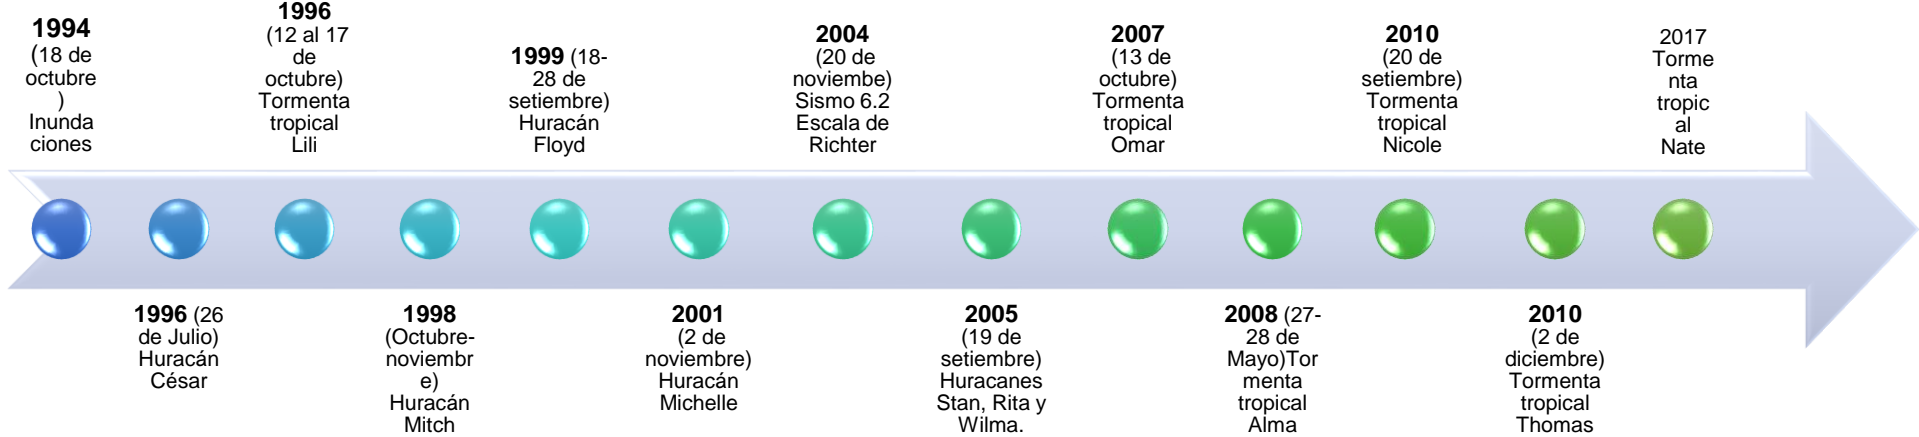 1994
(18 de
octubre
)
Inunda
ciones
1996 (26
de Julio)
Huracán
César
1996
(12 al 17
de
octubre)
Tormenta
tropical
Lili
1998
(Octubre-
noviembr
e)
Huracán
Mitch
1999 (18-
28 de
setiembre)
Huracán
Floyd
2001
(2 de
noviembre)
Huracán
Michelle
2004
(20 de
noviembe)
Sismo 6.2
Escala de
Richter
2005
(19 de
setiembre)
Huracanes
Stan, Rita y
Wilma.
2007
(13 de
octubre)
Tormenta
tropical
Omar
2008 (27-
28 de
Mayo)Tor
menta
tropical
Alma
2010
(20 de
setiembre)
Tormenta
tropical
Nicole
2010
(2 de
diciembre)
Tormenta
tropical
Thomas
2017
Torme
nta
tropic
al
Nate